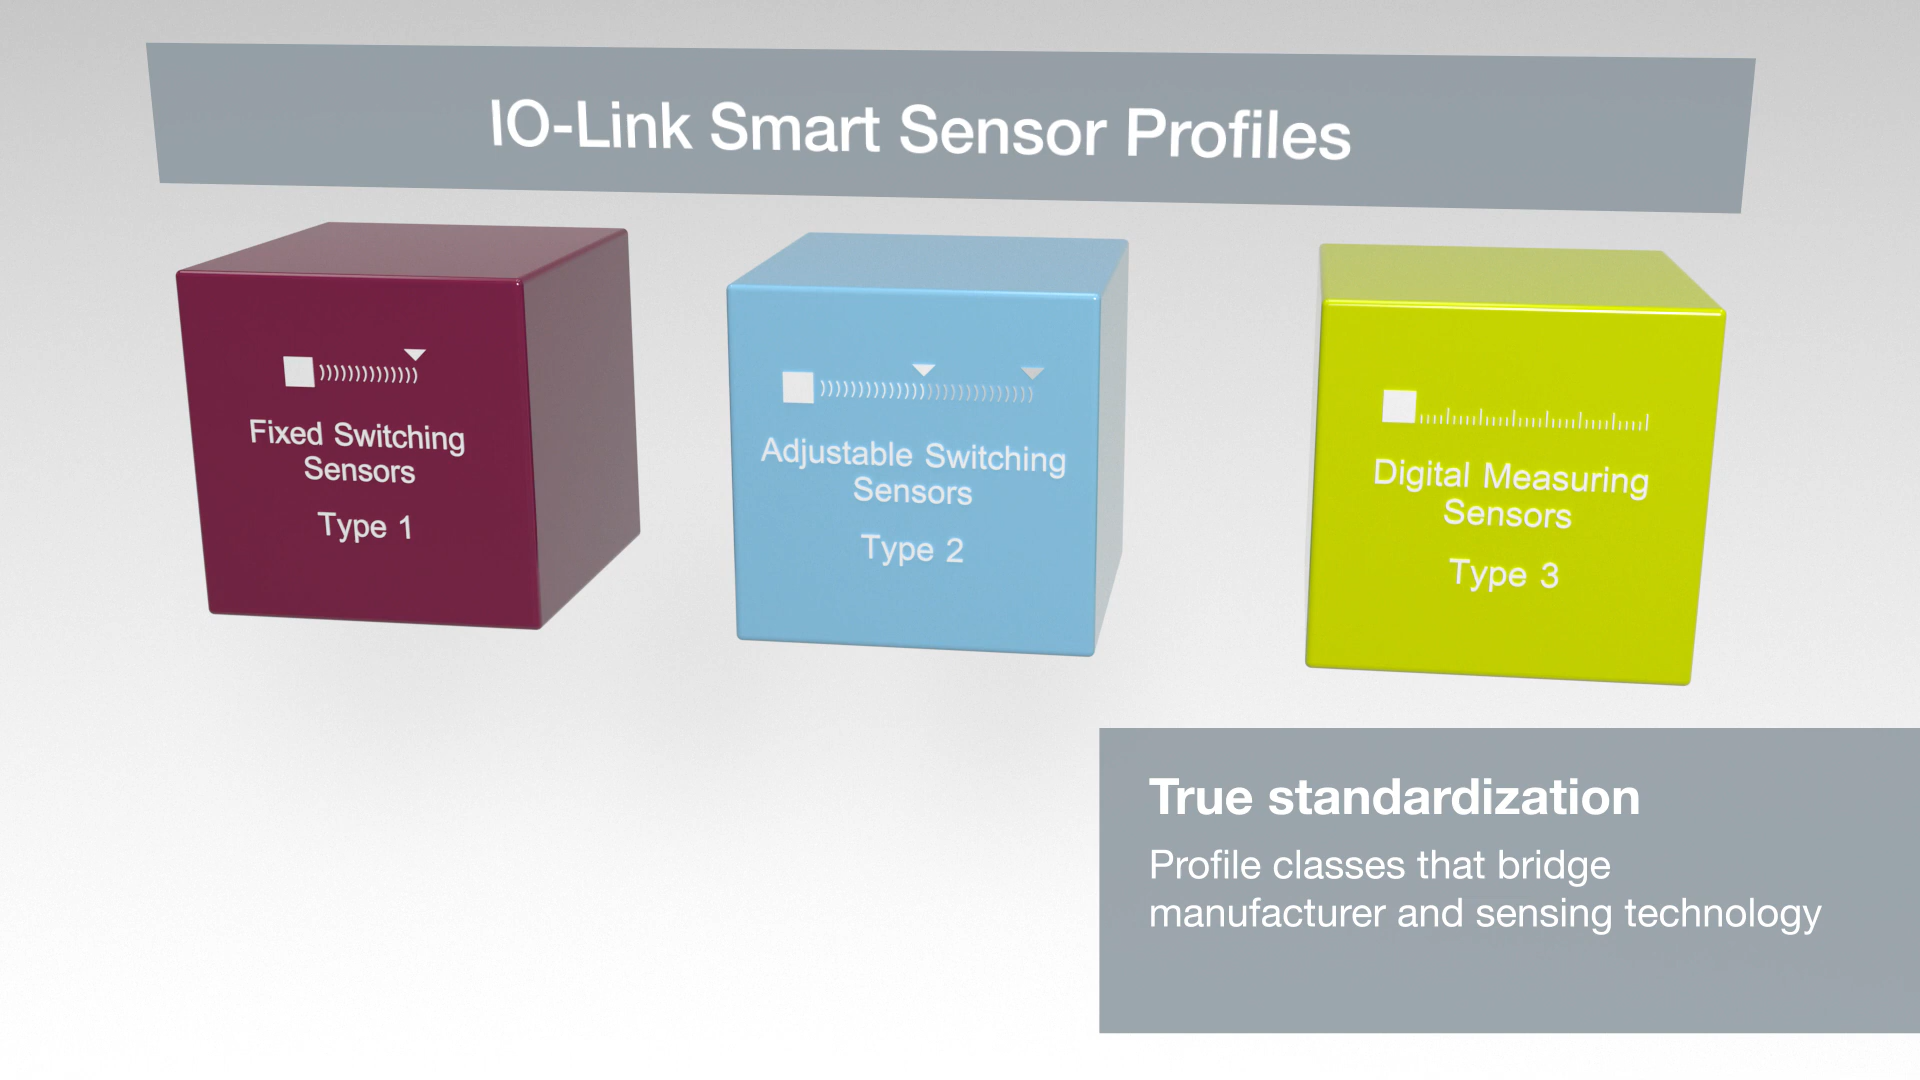 IO-Link Smart Sensor Profiles
Fixed Switching
Sensors
Type 1
Adjustable Switching
Sensors
Type 2
Digital Measuring
Sensors
Type 3
True standardization
Profile classes that bridge
manufacturer and sensing technology